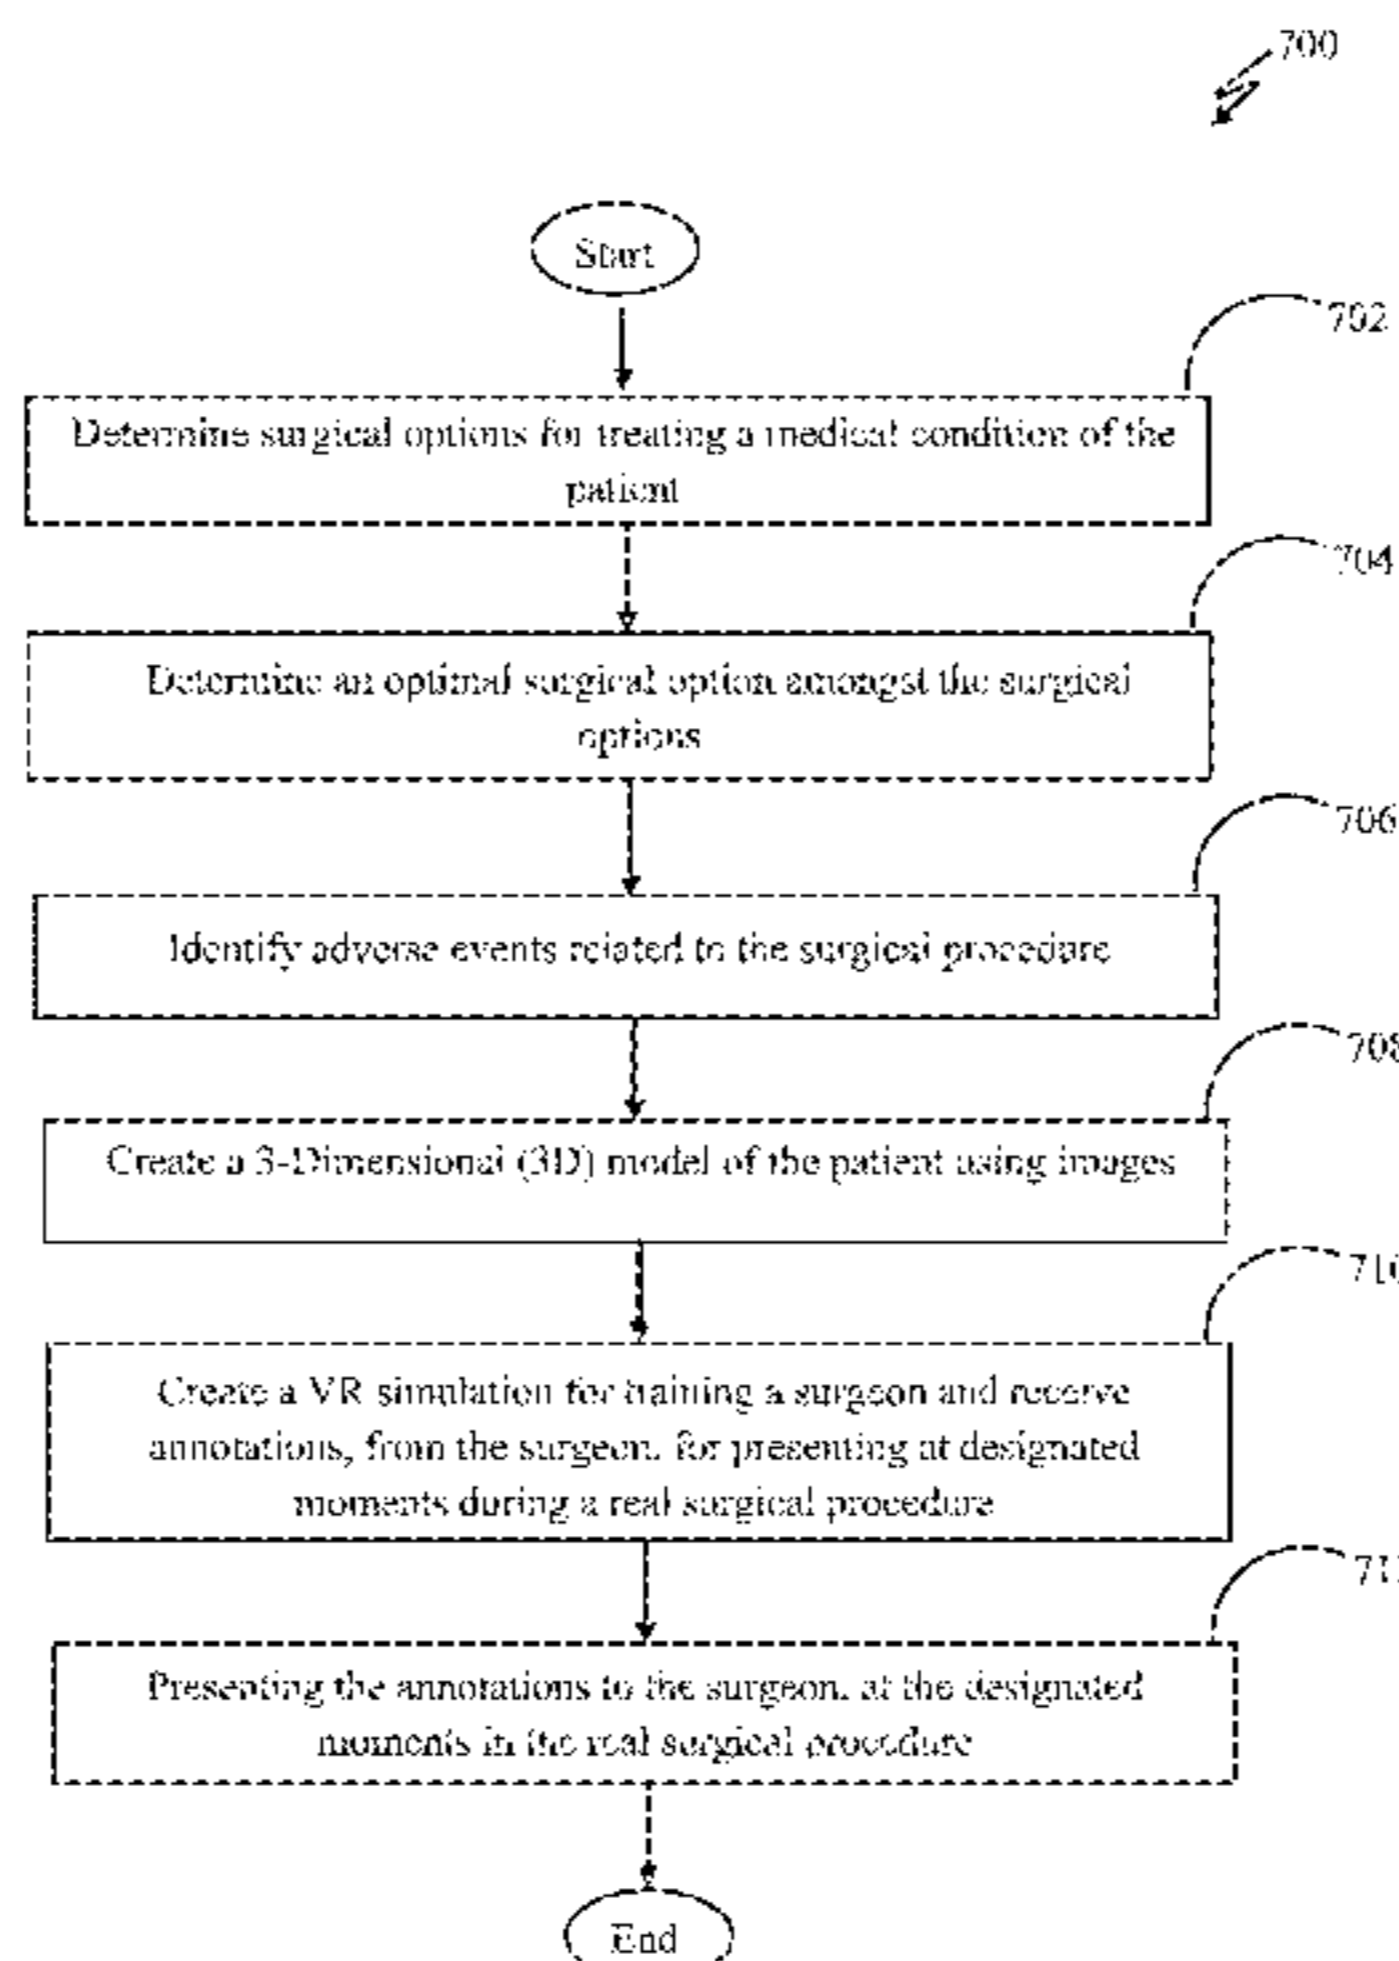 700
Start
702
Determine surgical options for treating a medical condition of the
patient
704
Determine an optimal surgical option amongst the surgical
options
706
Identify adverse events related to the surgical procedure
708
Create a 3-Dimensional (3D) model of the patient using images
710
Create a VR simulation for training a surgeon and receive
annotations, from the surgeon, for presenting at designated
moments during a real surgical procedure
Presenting the annotations to the surgeon, at the designated
moments in the real surgical procedure
End